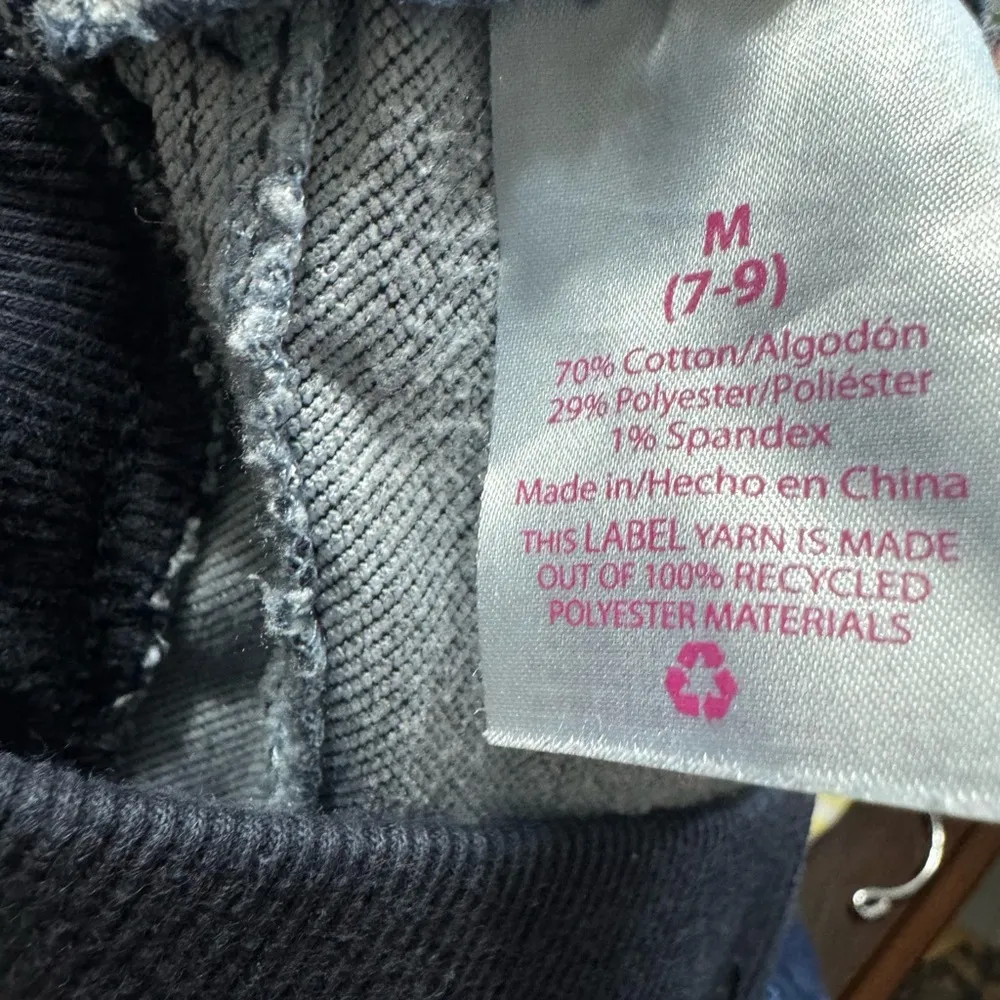 M
(7-9)
70% Cotton/Algodón
29% Polyester/Poliéster
1% Spandex
Made in/Hecho en China
THIS LABEL YARN IS MADE
OUT OF 100% RECYCLED
POLYESTER MATERIALS